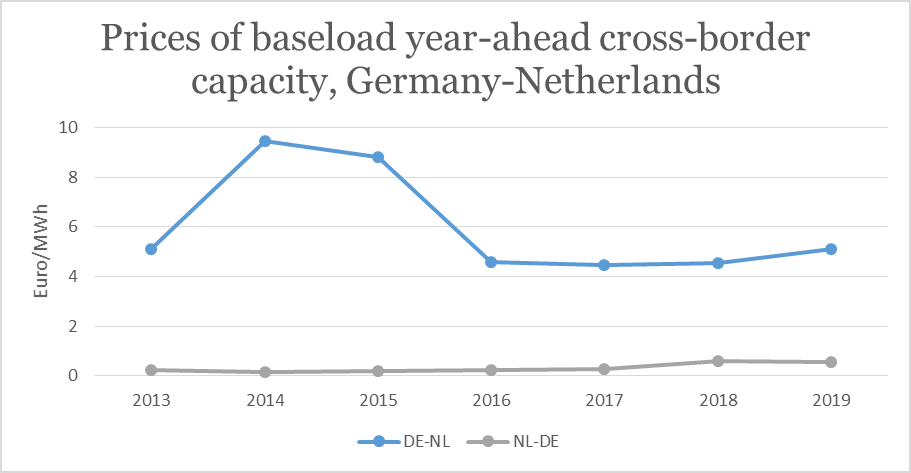 Prices of baseload year-ahead cross-border
capacity, Germany-Netherlands
Euro/MWh
10
8
6
4
2
0
2013 2014 2015 2016 2017 2018 2019
DE-NL NL-DE